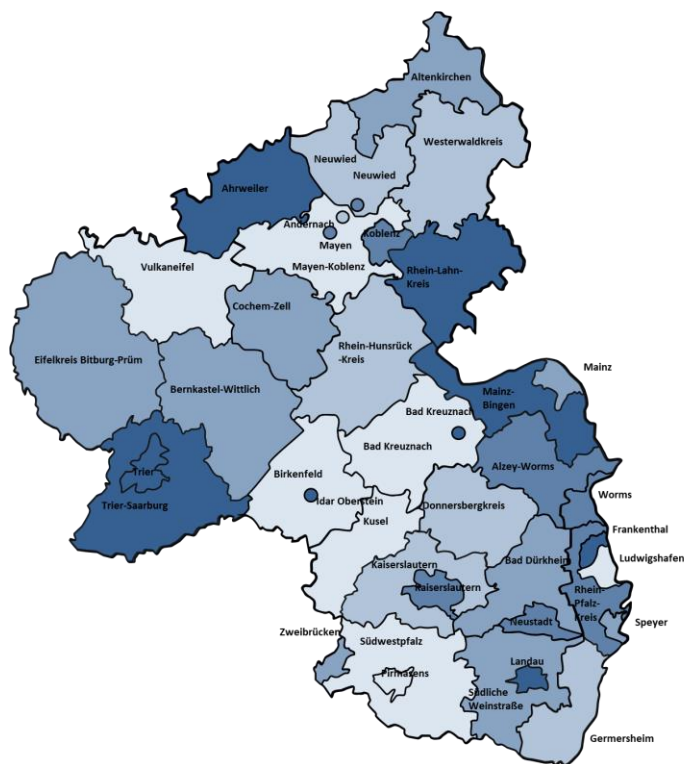 Altenkirchen
Westerwaldkreis
Neuwied
Neuwied
Ahrweiler
Andernach
Koblenz
Mayen
Vulkaneifel
Mayen-Koblenz
Rhein-Lahn-
Kreis
Cochem-Zell
Rhein-Hunsrück
-Kreis
Eifelkreis Bitburg-Prüm
Bernkastel-Wittlich
Mainz
Mainz-
Bingen
Bad Kreuznach
Bad Kreuznach
Alzey-Worms
Birkenfeld
Trier
Trier-Saarburg
Idar Oberstein
Donnersbergkreis
Worms
Kusel
Frankenthal
Ludwigshafen
Bad Dürkheim
Kaiserslautern
Kaiserslautern
Rhein-
Pfalz-
Kreis
Speyer
Neustadt
Zweibrücken
Südwestpfalz
Landau
Pirmasens
Südliche
Weinstraße
Germersheim